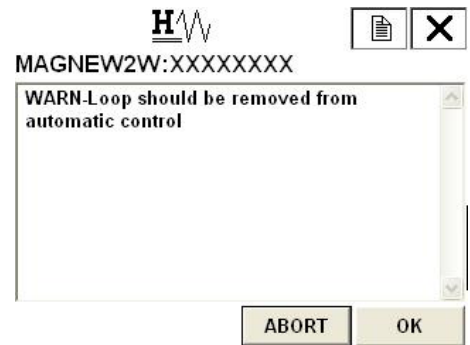 H
MAGNEW2W:XXXXXXXX
WARN-Loop should be removed from
automatic control
ABORT OK